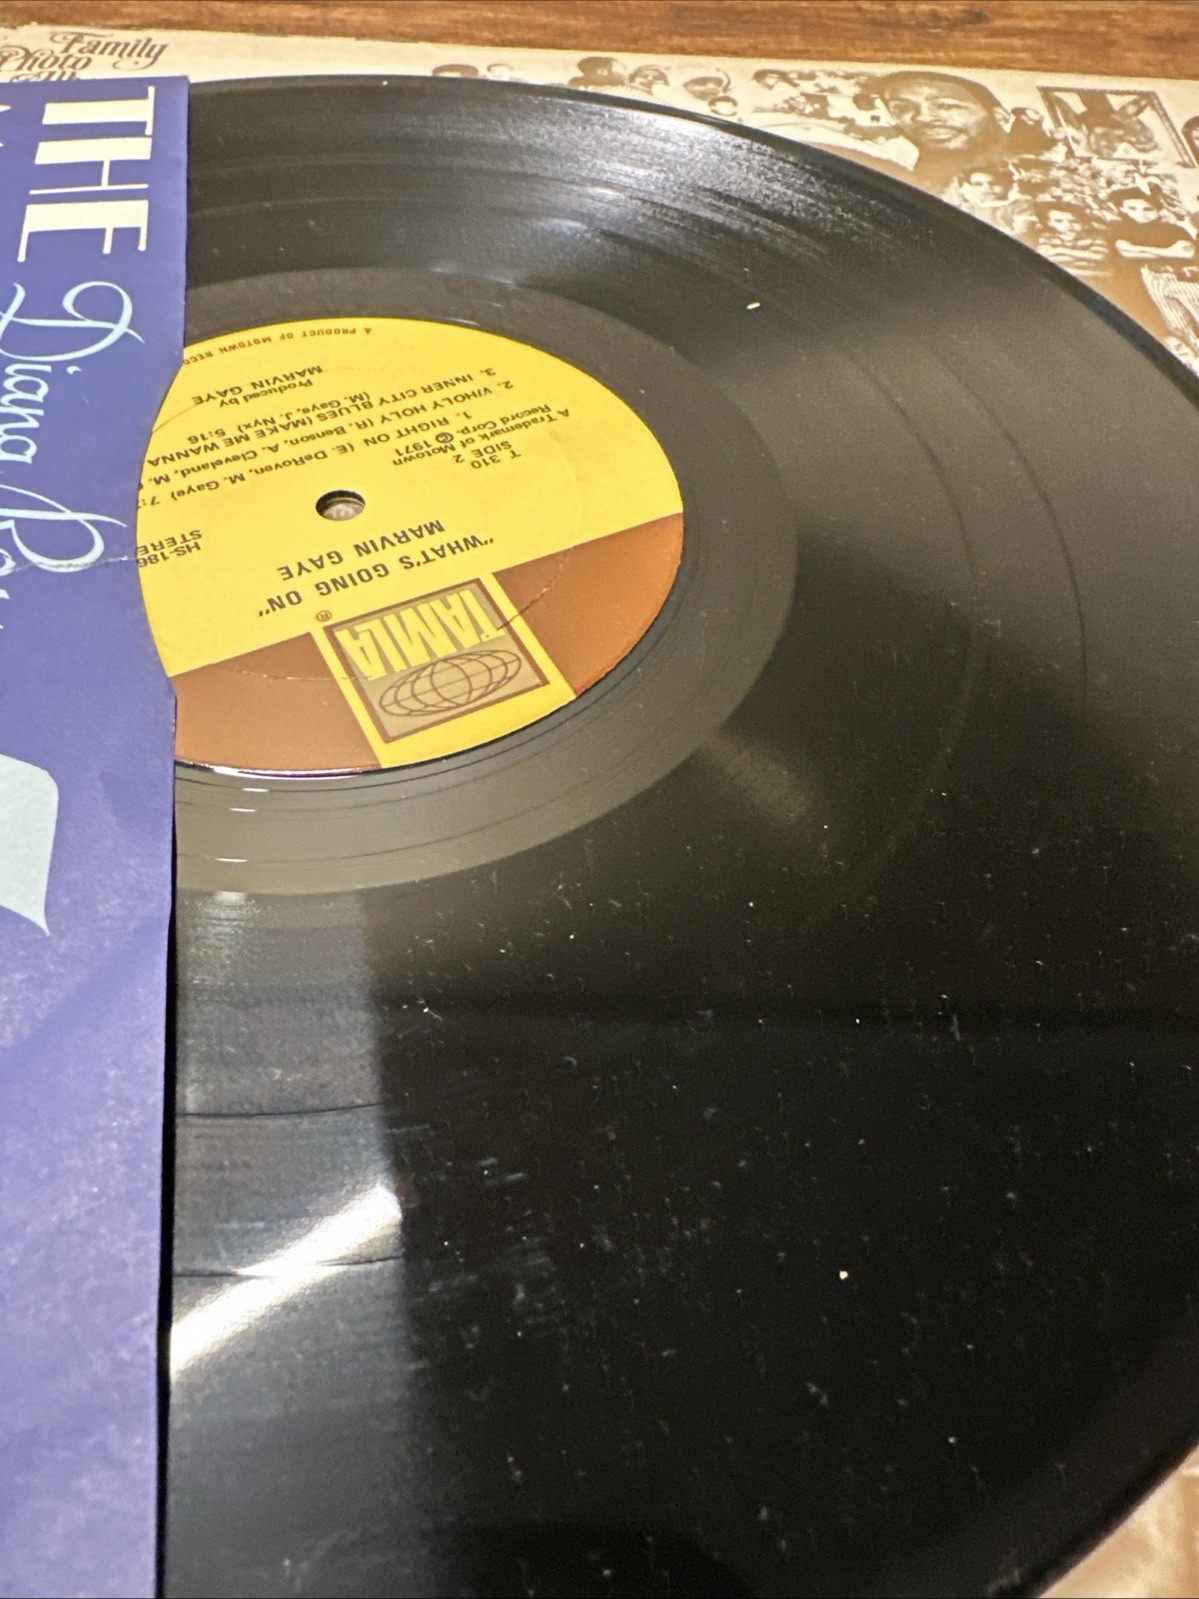 Family
Photo
THE
Diana
TAMLA
®
"WHAT'S GOING ON"
MARVIN GAYE
HS-186
STERE
T 310
SIDE 2
A Trademark of Motown
Record Corp. © 1971
1. RIGHT ON (E. DeRoven, M. Gaye) 7:
2. WHOLY HOLY (R. Benson, A. Cleveland, M.
3. INNER CITY BLUES (MAKE ME WANNA
(M. Gaye, J. Nyx) 5:16
Produced by
MARVIN GAYE
A PRODUCT OF MOTOWN RECO